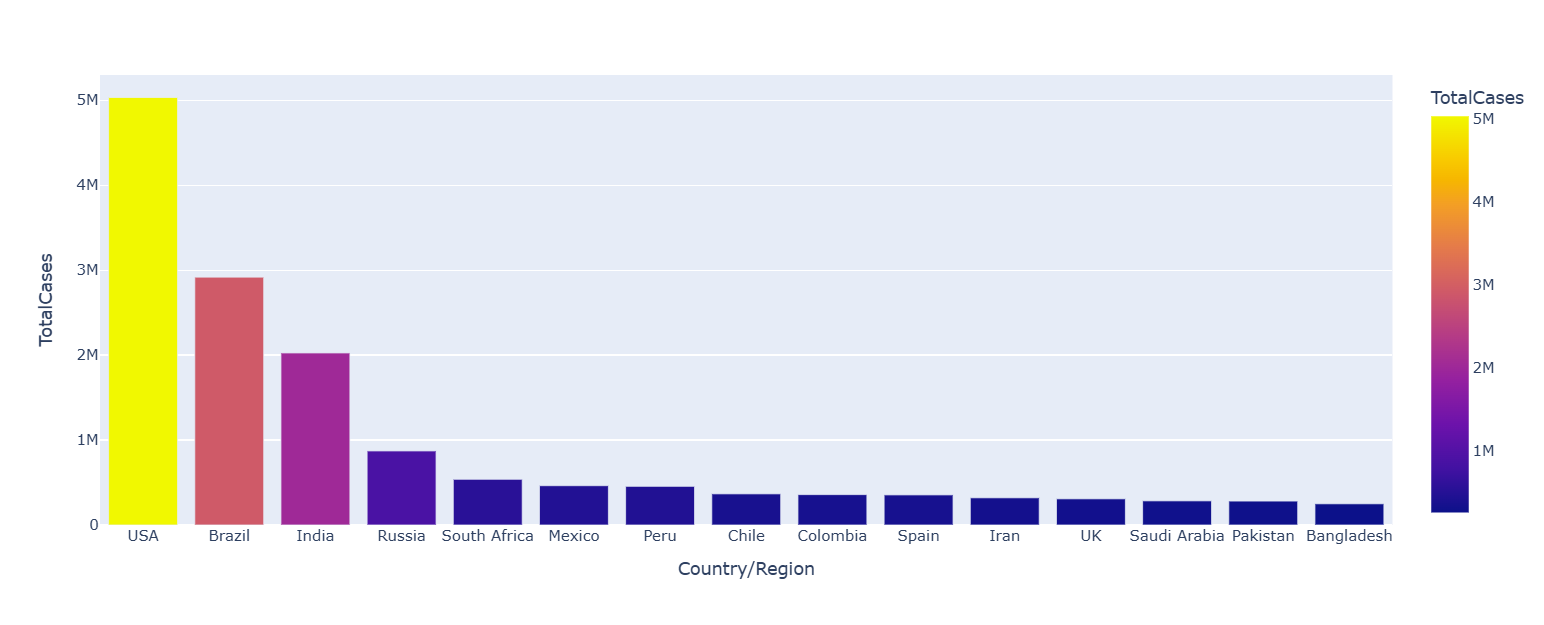 TotalCases
5M
4M
3M
2M
1M
0
USA Brazil India Russia South Africa Mexico Peru Chile Colombia Spain Iran UK Saudi Arabia Pakistan Bangladesh
Country/Region
TotalCases
5M
4M
3M
2M
1M